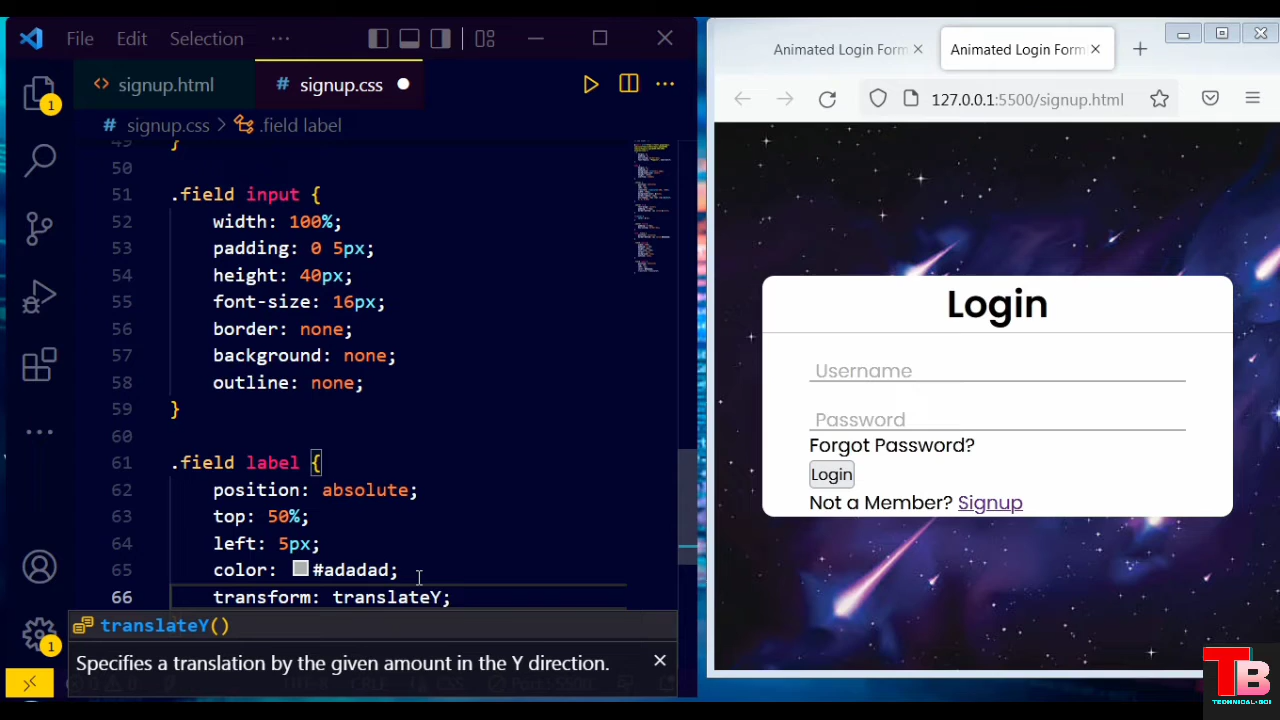 File Edit Selection ···
signup.html
# signup.css
# signup.css > .field label
49 }
50
51 .field input {
52 width: 100%;
53 padding: 0 5px;
54 height: 40px;
55 font-size: 16px;
56 border: none;
57 background: none;
58 outline: none;
59 }
60
61 .field label {
62 position: absolute;
63 top: 50%;
64 left: 5px;
65 color: #adadad;
66 transform: translateY;
translateY()
Specifies a translation by the given amount in the Y direction.
1
1
Animated Login Form
Animated Login Form
127.0.0.1:5500/signup.html
Login
Username
Password
Forgot Password?
Login
Not a Member? Signup
TB